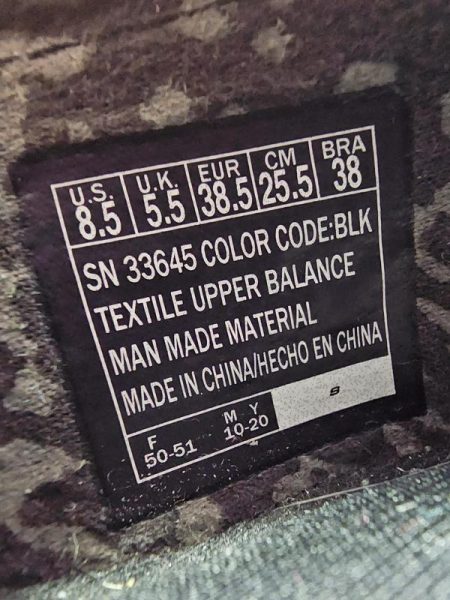 U.S. U.K. EUR CM BRA
8.5 5.5 38.5 25.5 38
SN 33645 COLOR CODE:BLK
TEXTILE UPPER BALANCE
MAN MADE MATERIAL
MADE IN CHINA/HECHO EN CHINA
F M Y
50-51 10-20